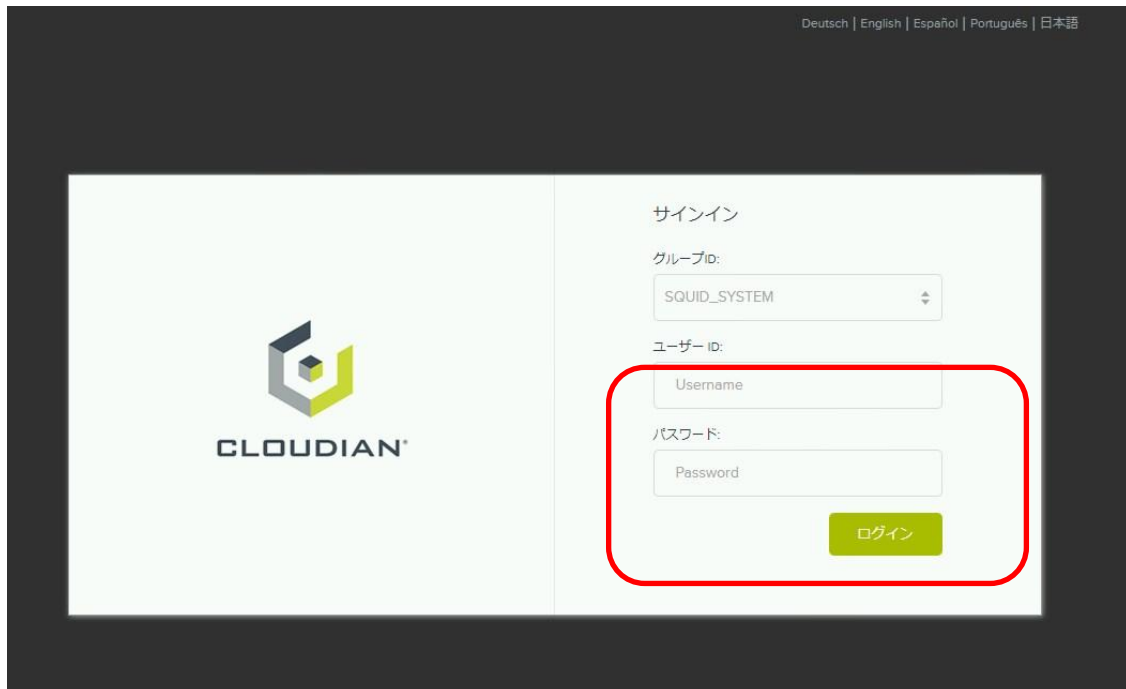 Deutsch | English | Español | Português | 日本語
サインイン
グループID:
SQUID_SYSTEM
ユーザー ID:
Username
パスワード:
Password
ログイン
CLOUDIAN®